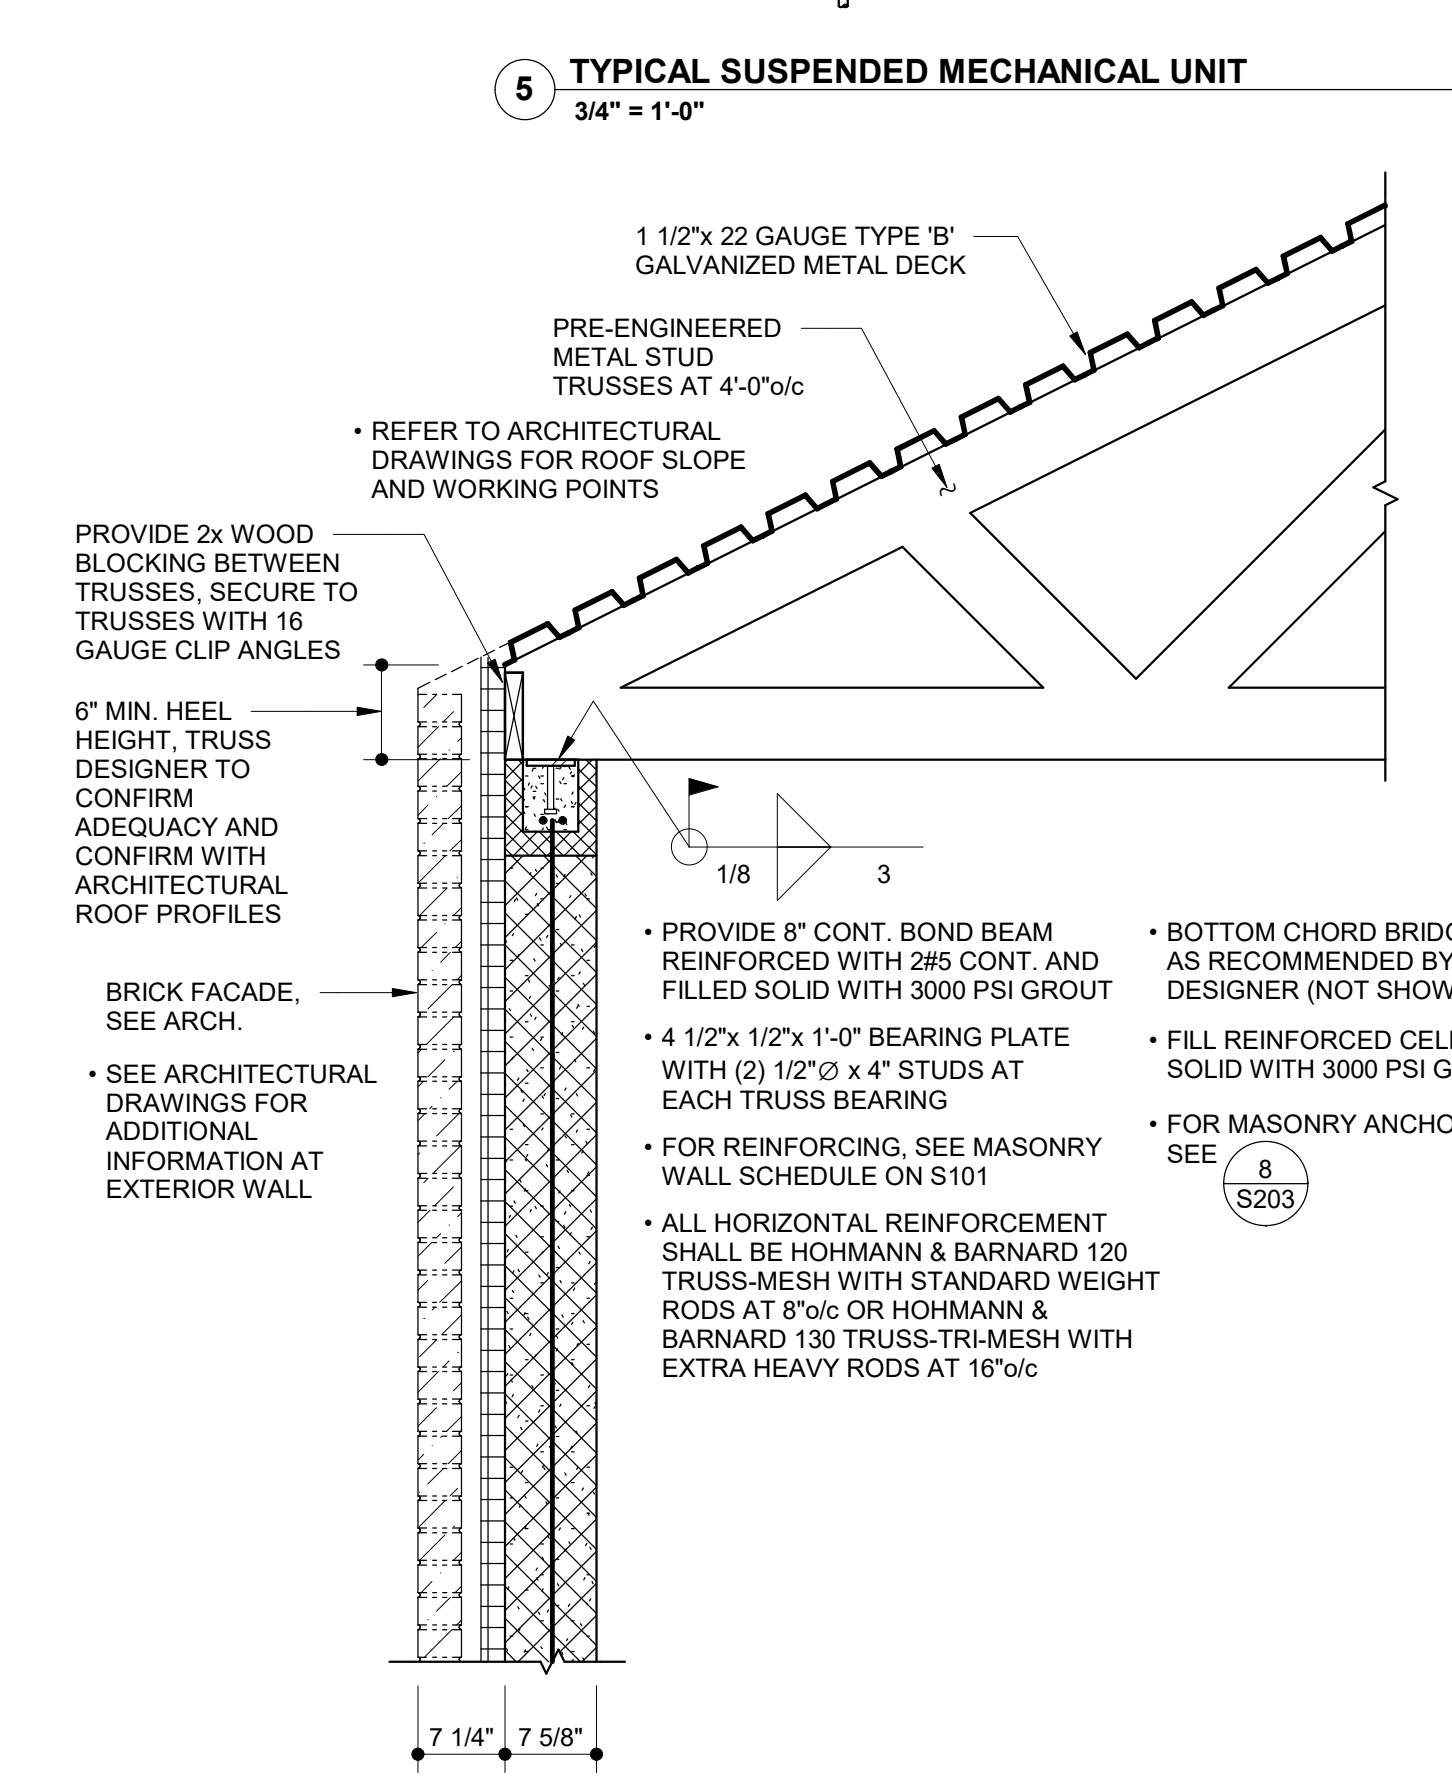 5
TYPICAL SUSPENDED MECHANICAL UNIT
3/4" = 1'-0"
1 1/2"x 22 GAUGE TYPE 'B'
GALVANIZED METAL DECK
PRE-ENGINEERED
METAL STUD
TRUSSES AT 4'-0"o/c
• REFER TO ARCHITECTURAL
DRAWINGS FOR ROOF SLOPE
AND WORKING POINTS
PROVIDE 2x WOOD
BLOCKING BETWEEN
TRUSSES, SECURE TO
TRUSSES WITH 16
GAUGE CLIP ANGLES
6" MIN. HEEL
HEIGHT, TRUSS
DESIGNER TO
CONFIRM
ADEQUACY AND
CONFIRM WITH
ARCHITECTURAL
ROOF PROFILES
BRICK FACADE,
SEE ARCH.
• SEE ARCHITECTURAL
DRAWINGS FOR
ADDITIONAL
INFORMATION AT
EXTERIOR WALL
1/8
3
• PROVIDE 8" CONT. BOND BEAM
REINFORCED WITH 2#5 CONT. AND
FILLED SOLID WITH 3000 PSI GROUT
• 4 1/2"x 1/2"x 1'-0" BEARING PLATE
WITH (2) 1/2"Ø x 4" STUDS AT
EACH TRUSS BEARING
• FOR REINFORCING, SEE MASONRY
WALL SCHEDULE ON S101
• ALL HORIZONTAL REINFORCEMENT
SHALL BE HOHMANN & BARNARD 120
TRUSS-MESH WITH STANDARD WEIGHT
RODS AT 8"o/c OR HOHMANN &
BARNARD 130 TRUSS-TRI-MESH WITH
EXTRA HEAVY RODS AT 16"o/c
• BOTTOM CHORD
AS RECOMMENDED BY
DESIGNER (NOT
• FILL REINFORCED
SOLID WITH 3000 PSI
• FOR MASONRY
SEE
8
S203
7 1/4"
7 5/8"